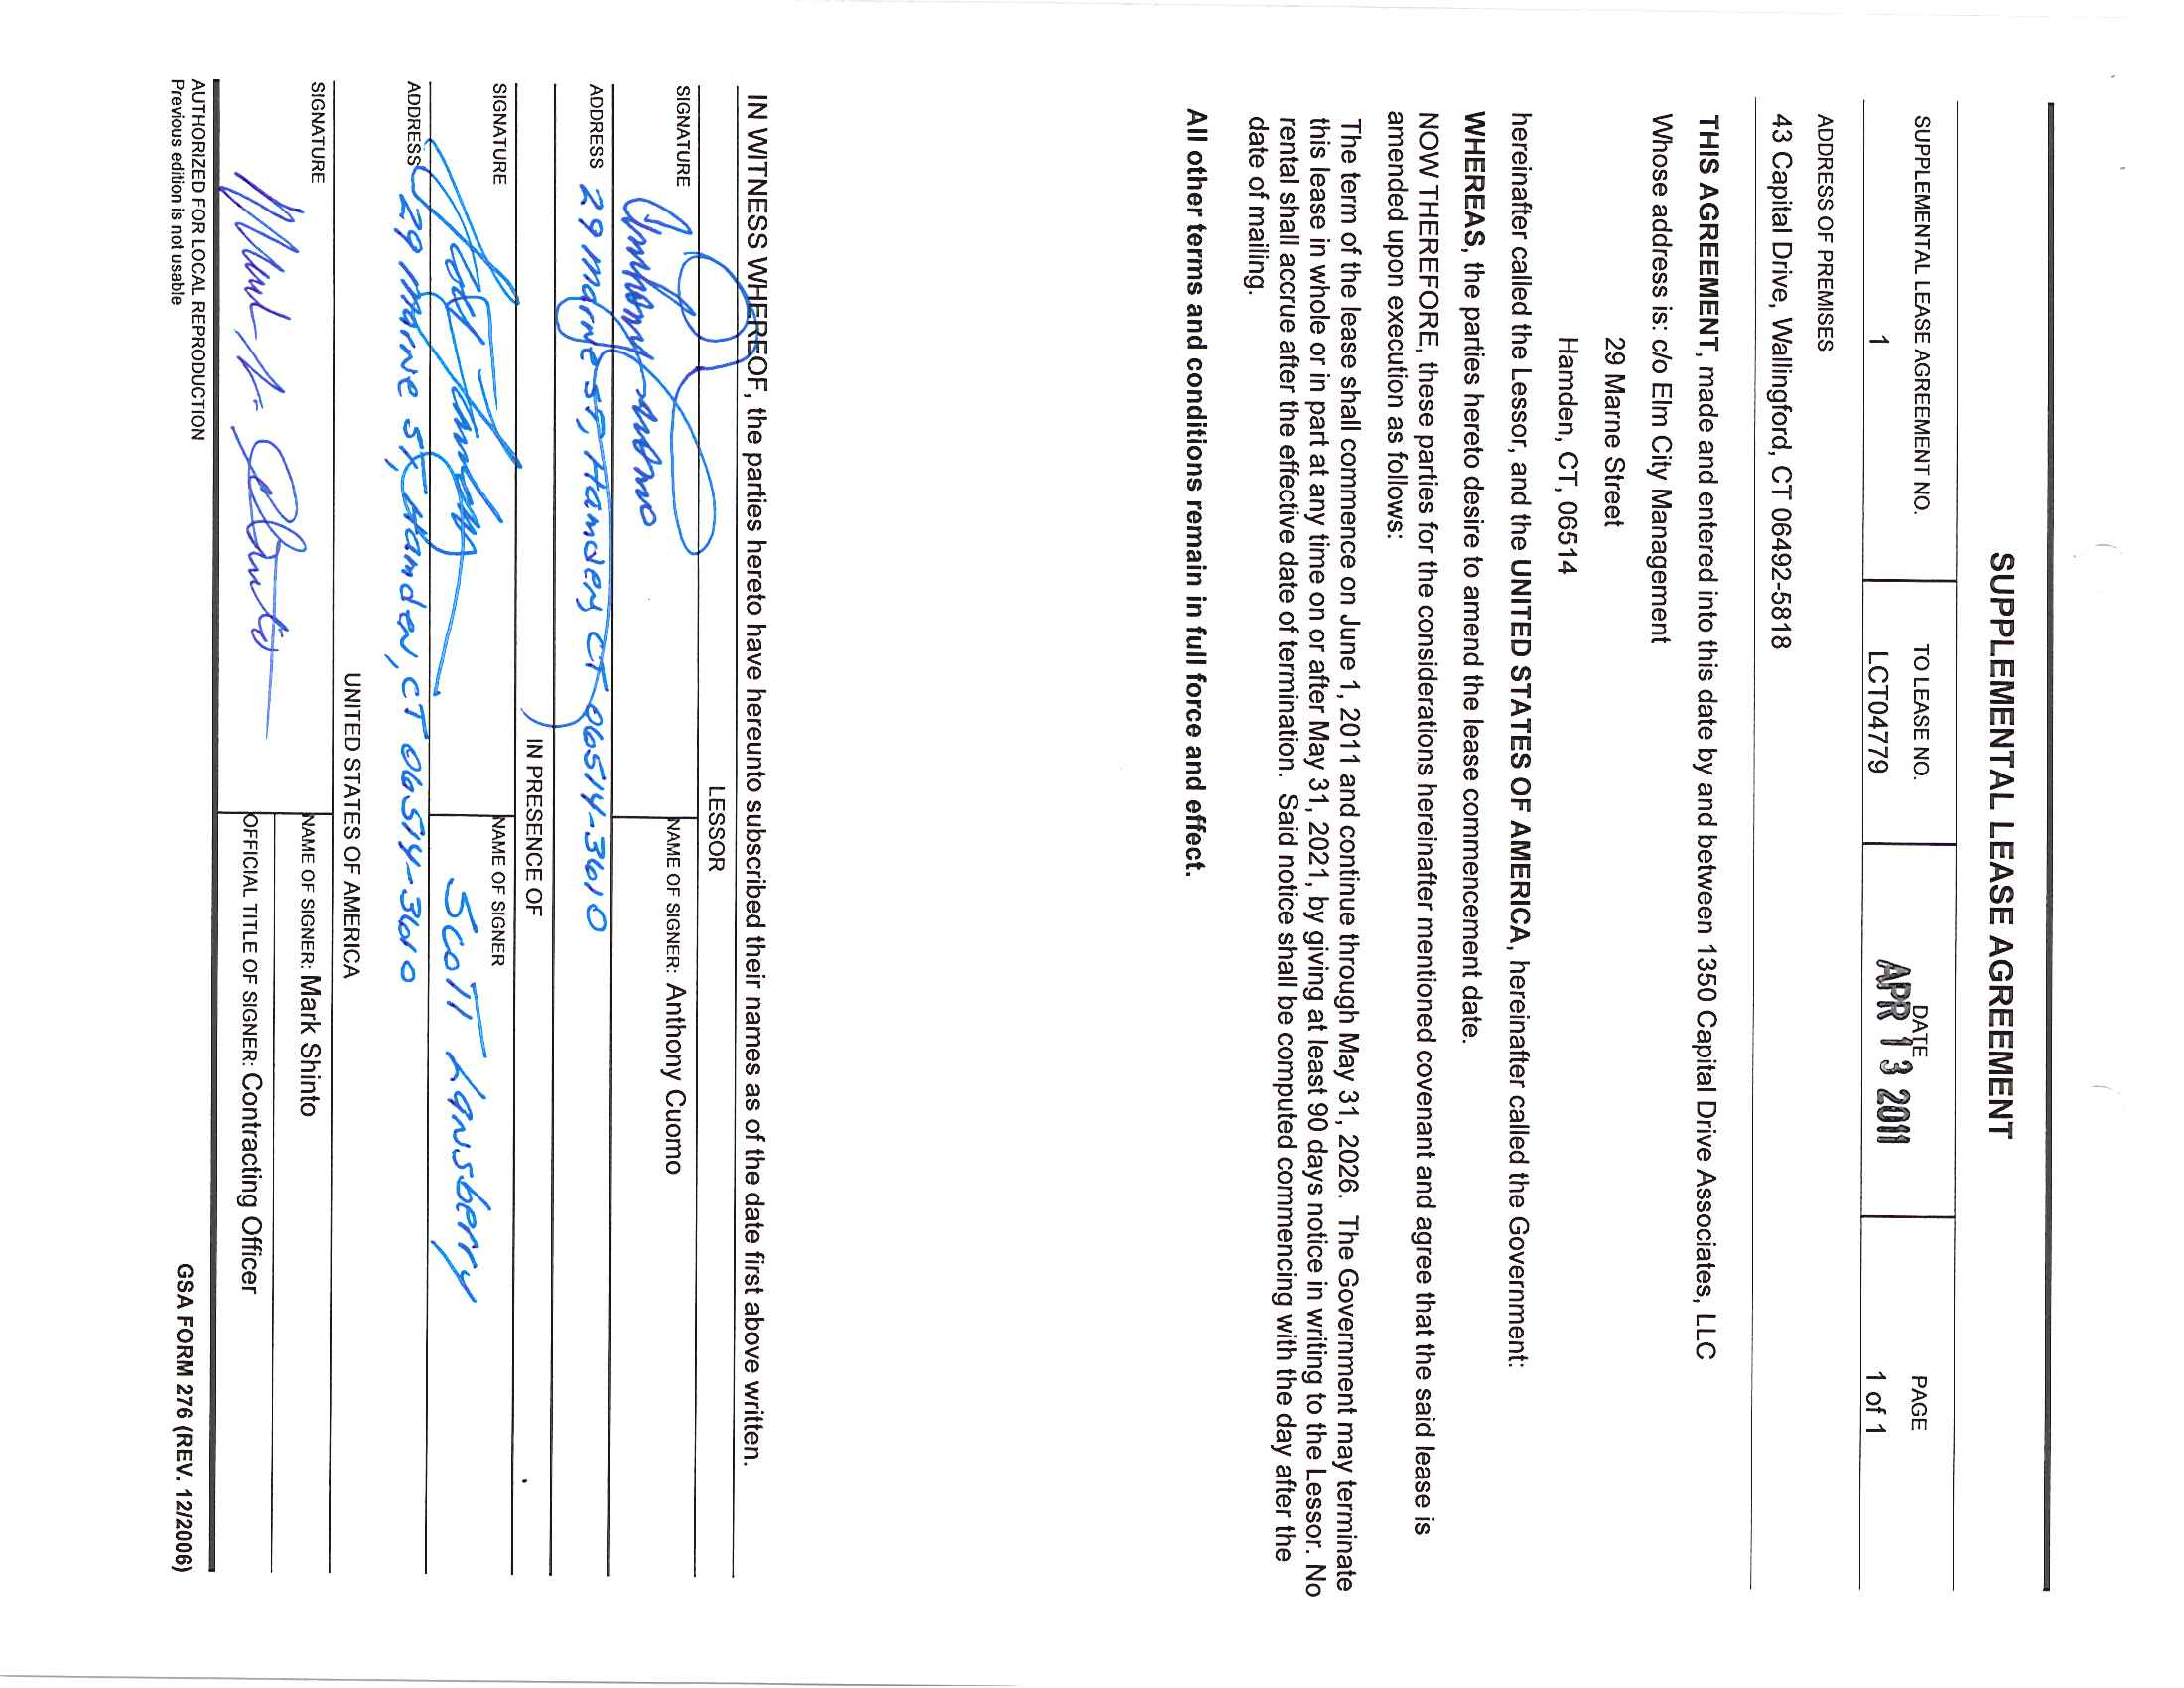 SUPPLEMENTAL LEASE AGREEMENT
SUPPLEMENTAL LEASE AGREEMENT NO.
1
TO LEASE NO.
LCT04779
DATE
APR 13 2011
PAGE
1 of 1
ADDRESS OF PREMISES
43 Capital Drive, Wallingford, CT 06492-5818
THIS AGREEMENT, made and entered into this date by and between 1350 Capital Drive Associates, LLC
Whose address is: c/o Elm City Management
29 Marne Street
Hamden, CT, 06514
hereinafter called the Lessor, and the UNITED STATES OF AMERICA, hereinafter called the Government:
WHEREAS, the parties hereto desire to amend the lease commencement date.
NOW THEREFORE, these parties for the considerations hereinafter mentioned covenant and agree that the said lease is
amended upon execution as follows:
The term of the lease shall commence on June 1, 2011 and continue through May 31, 2026. The Government may terminate
this lease in whole or in part at any time on or after May 31, 2021, by giving at least 90 days notice in writing to the Lessor. No
rental shall accrue after the effective date of termination. Said notice shall be computed commencing with the day after the
date of mailing.
All other terms and conditions remain in full force and effect.
IN WITNESS WHEREOF, the parties hereto have hereunto subscribed their names as of the date first above written.
LESSOR
SIGNATURE
NAME OF SIGNER: Anthony Cuomo
ADDRESS 29 Marne St, Hamden, CT 06514-3610
IN PRESENCE OF
SIGNATURE
NAME OF SIGNER
Scott Lansberry
ADDRESS 29 Marne St, Hamden, CT 06514-3610
UNITED STATES OF AMERICA
SIGNATURE
NAME OF SIGNER: Mark Shinto
OFFICIAL TITLE OF SIGNER: Contracting Officer
AUTHORIZED FOR LOCAL REPRODUCTION
Previous edition is not usable
GSA FORM 276 (REV. 12/2006)